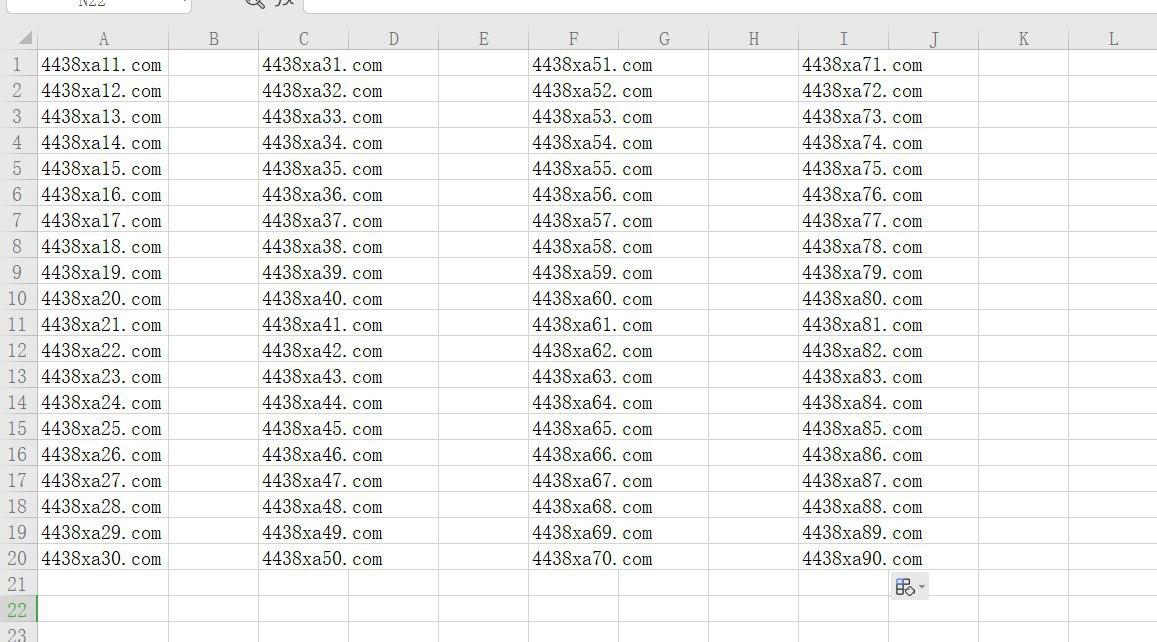 N22
A B C D E F G H I J K L
1 4438xa11.com 4438xa31.com 4438xa51.com 4438xa71.com
2 4438xa12.com 4438xa32.com 4438xa52.com 4438xa72.com
3 4438xa13.com 4438xa33.com 4438xa53.com 4438xa73.com
4 4438xa14.com 4438xa34.com 4438xa54.com 4438xa74.com
5 4438xa15.com 4438xa35.com 4438xa55.com 4438xa75.com
6 4438xa16.com 4438xa36.com 4438xa56.com 4438xa76.com
7 4438xa17.com 4438xa37.com 4438xa57.com 4438xa77.com
8 4438xa18.com 4438xa38.com 4438xa58.com 4438xa78.com
9 4438xa19.com 4438xa39.com 4438xa59.com 4438xa79.com
10 4438xa20.com 4438xa40.com 4438xa60.com 4438xa80.com
11 4438xa21.com 4438xa41.com 4438xa61.com 4438xa81.com
12 4438xa22.com 4438xa42.com 4438xa62.com 4438xa82.com
13 4438xa23.com 4438xa43.com 4438xa63.com 4438xa83.com
14 4438xa24.com 4438xa44.com 4438xa64.com 4438xa84.com
15 4438xa25.com 4438xa45.com 4438xa65.com 4438xa85.com
16 4438xa26.com 4438xa46.com 4438xa66.com 4438xa86.com
17 4438xa27.com 4438xa47.com 4438xa67.com 4438xa87.com
18 4438xa28.com 4438xa48.com 4438xa68.com 4438xa88.com
19 4438xa29.com 4438xa49.com 4438xa69.com 4438xa89.com
20 4438xa30.com 4438xa50.com 4438xa70.com 4438xa90.com
21
22
23